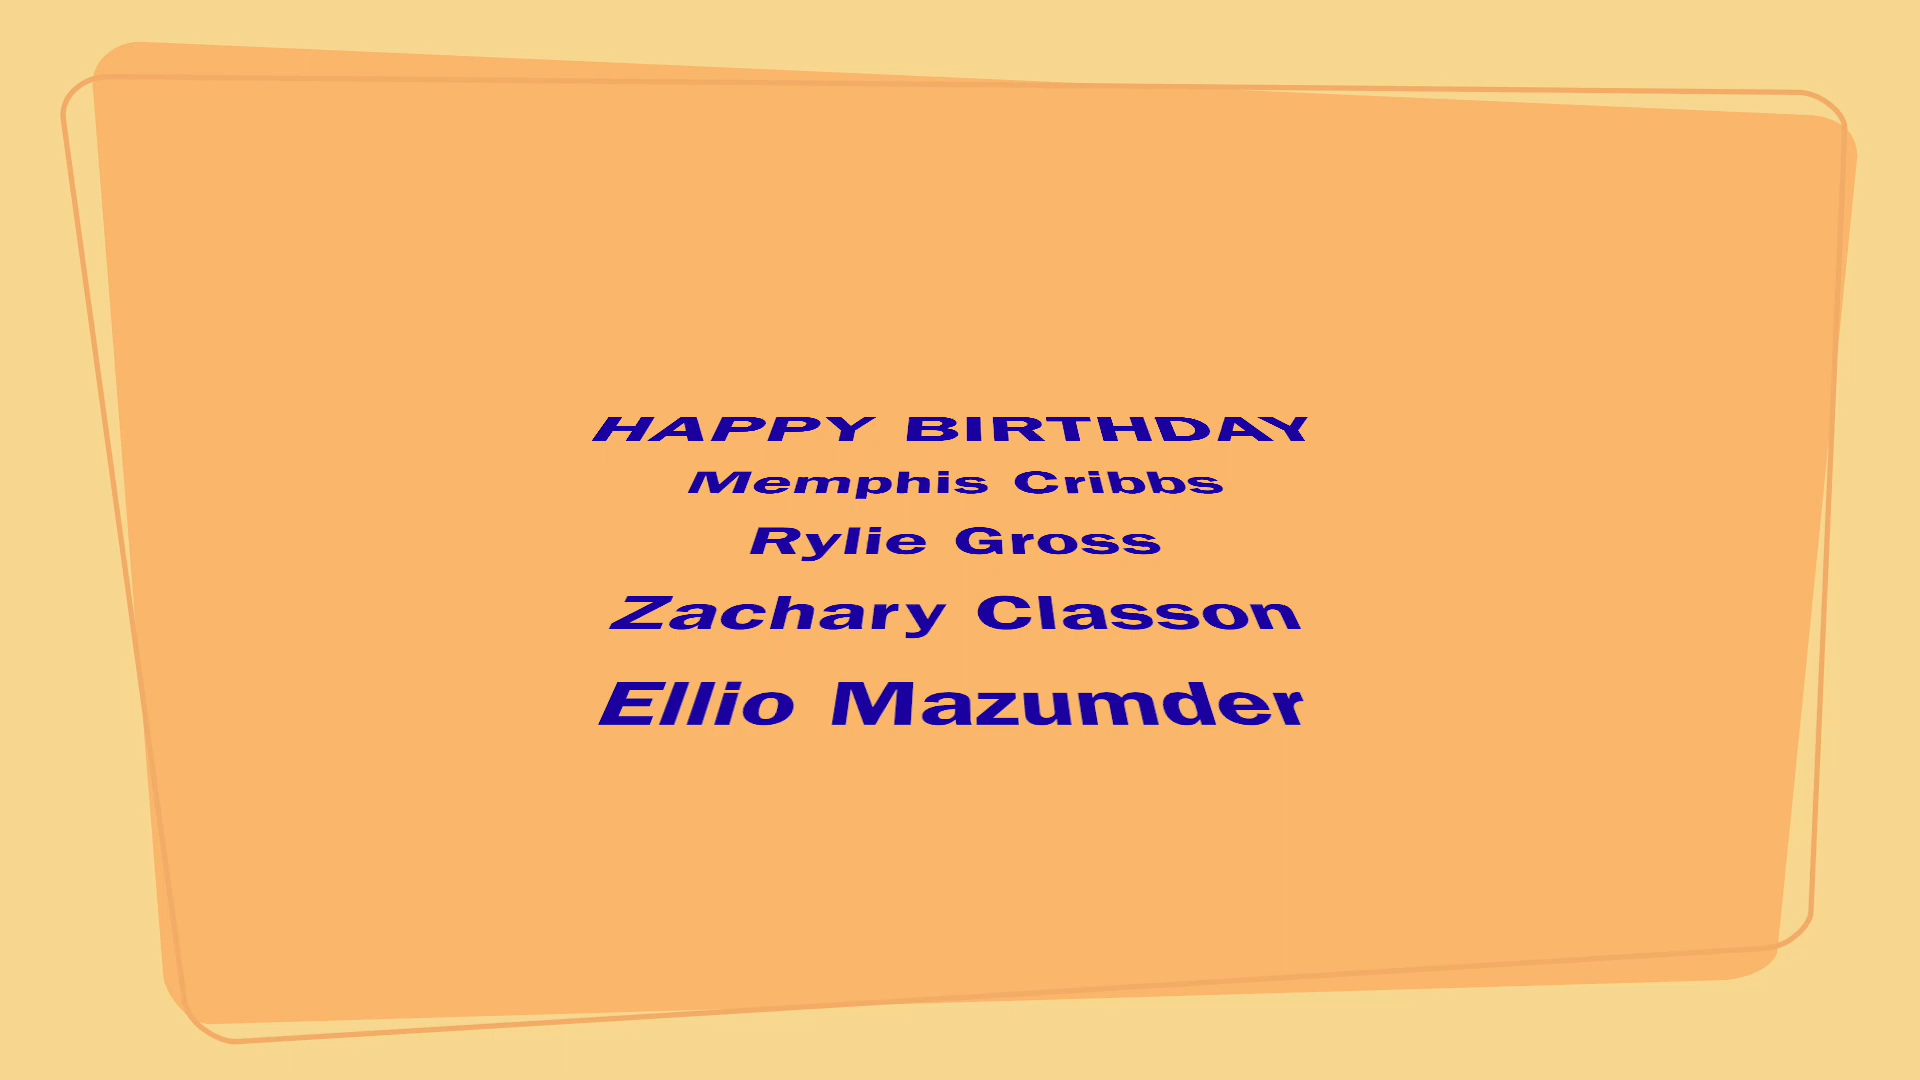 HAPPY BIRTHDAY
Memphis Cribbs
Rylie Gross
Zachary Classon
Ellio Mazumder